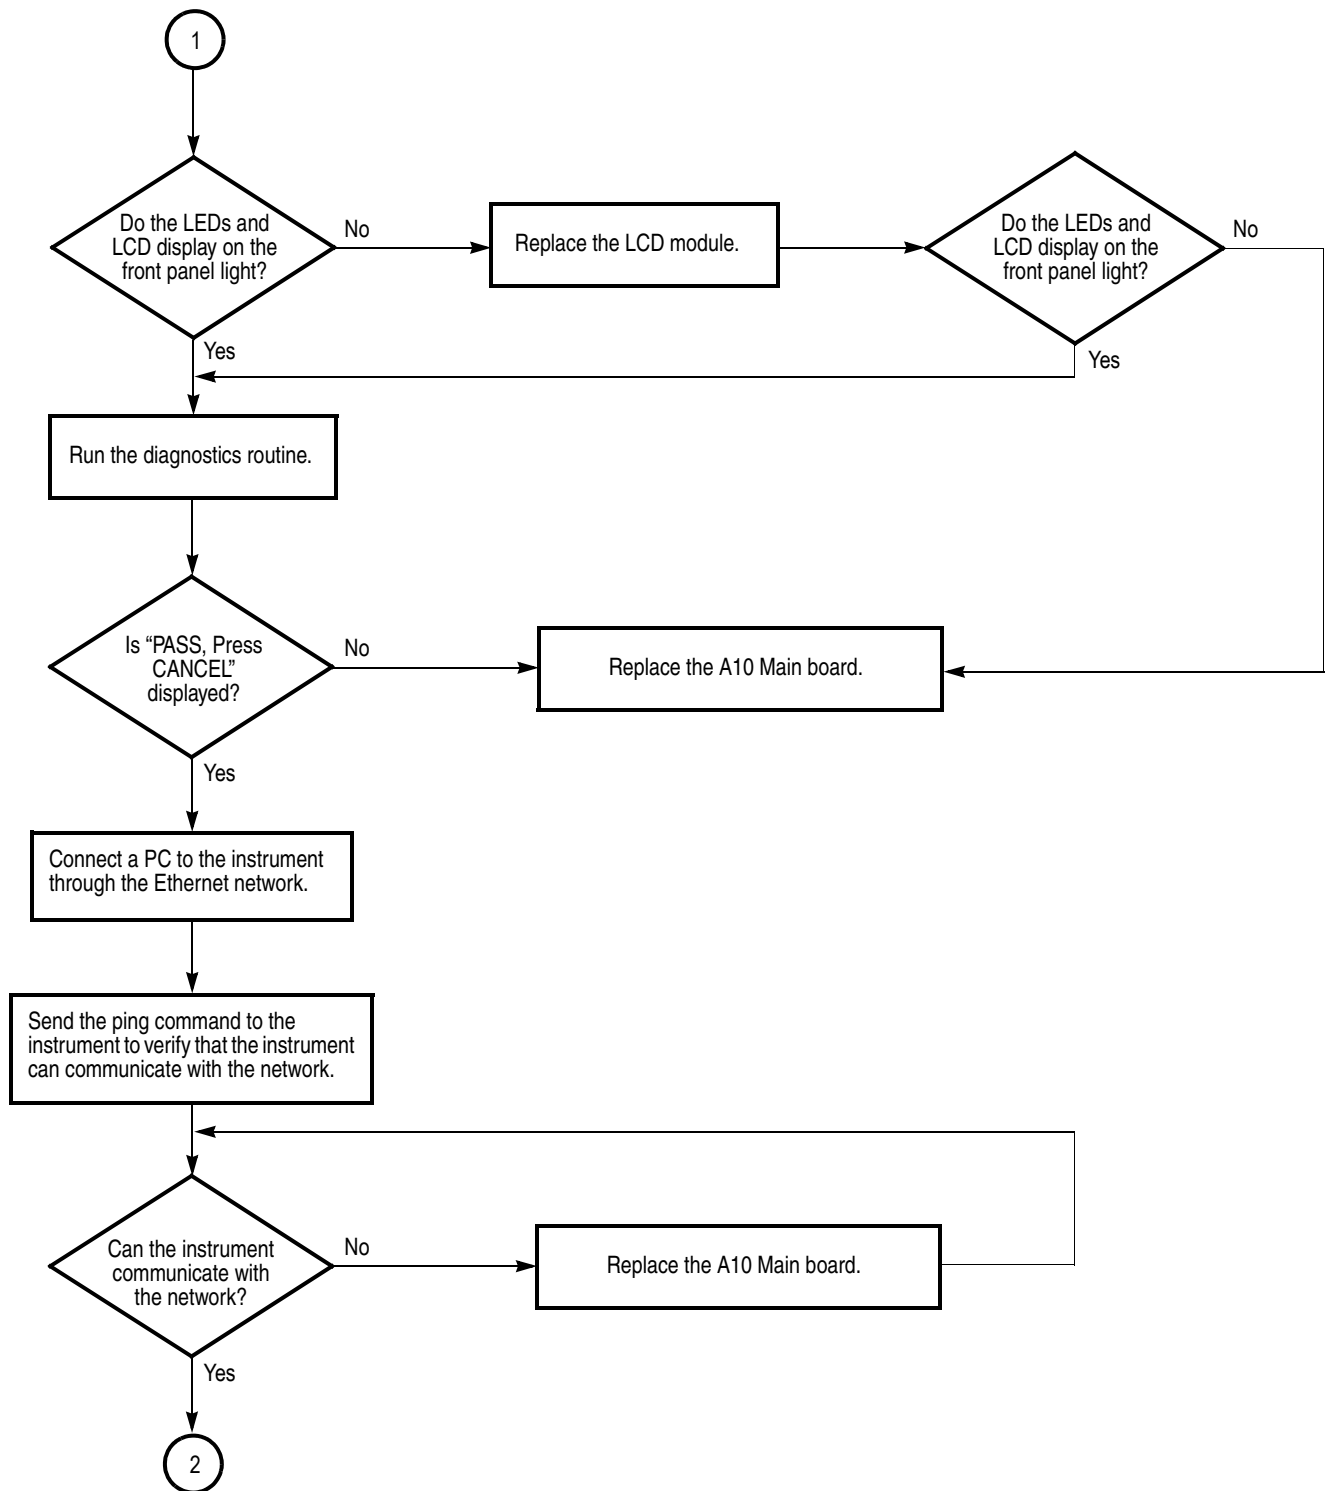 1
Do the LEDs and
LCD display on the
front panel light?
No
Replace the LCD module.
Do the LEDs and
LCD display on the
front panel light?
No
Yes
Yes
Run the diagnostics routine.
Is “PASS, Press
CANCEL”
displayed?
No
Replace the A10 Main board.
Yes
Connect a PC to the instrument
through the Ethernet network.
Send the ping command to the
instrument to verify that the instrument
can communicate with the network.
Can the instrument
communicate with
the network?
No
Replace the A10 Main board.
Yes
2